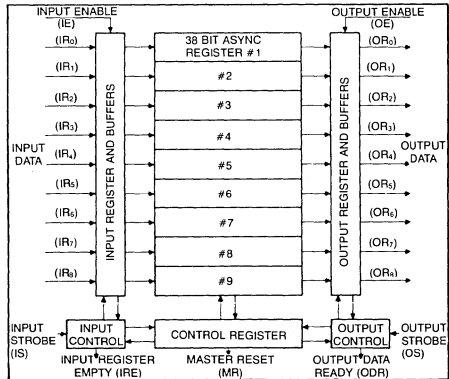 INPUT ENABLE
(IE)
OUTPUT ENABLE
(OE)
(IR0)
(IR1)
(IR2)
(IR3)
INPUT
DATA
(IR4)
(IR5)
(IR6)
(IR7)
(IR8)
INPUT REGISTER AND BUFFERS
38 BIT ASYNC
REGISTER #1
#2
#3
#4
#5
#6
#7
#8
#9
OUTPUT REGISTER AND BUFFERS
(OR0)
(OR1)
(OR2)
(OR3)
OUTPUT
DATA
(OR4)
(OR5)
(OR6)
(OR7)
(OR8)
INPUT
STROBE
(IS)
INPUT
CONTROL
CONTROL REGISTER
OUTPUT
CONTROL
OUTPUT
STROBE
(OS)
INPUT REGISTER
EMPTY (IRE)
MASTER RESET
(MR)
OUTPUT DATA
READY (ODR)